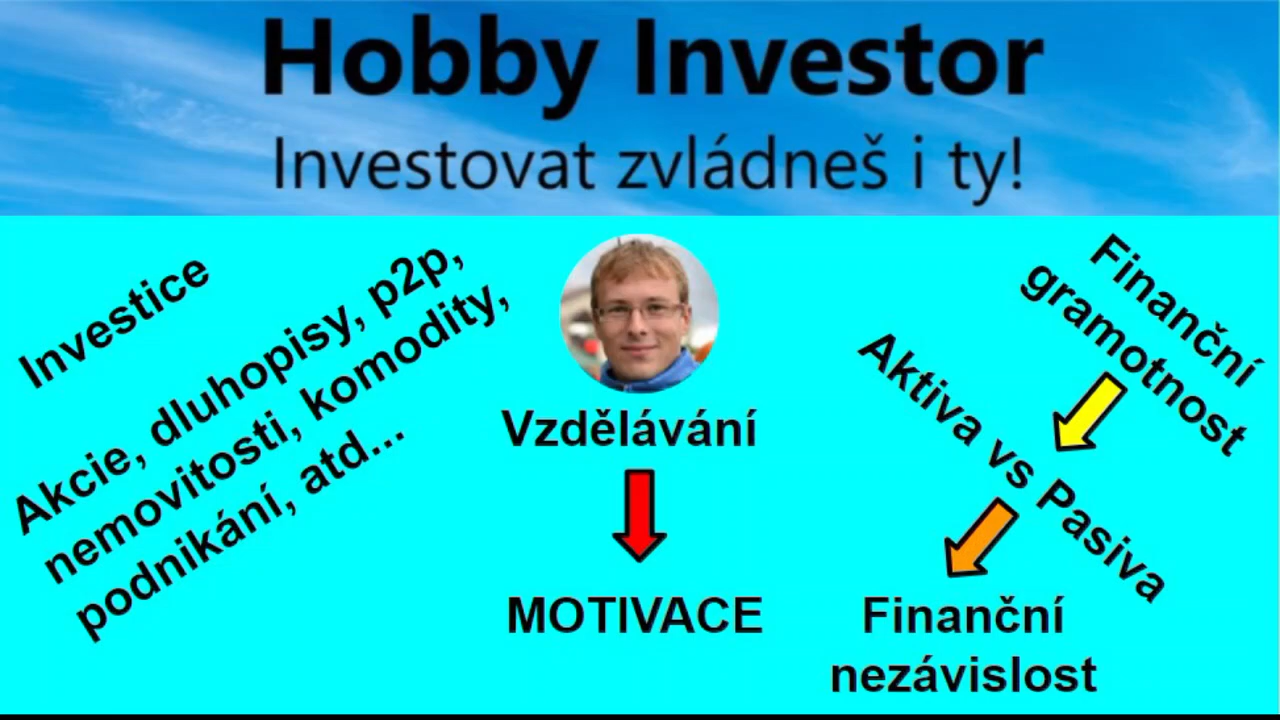 Hobby Investor
Investovat zvládneš i ty!
Investice
Akcie, dluhopisy, p2p,
nemovitosti, komodity,
podnikání, atd...
Vzdělávání
MOTIVACE
Finanční
gramotnost
Aktiva vs Pasiva
Finanční
nezávislost